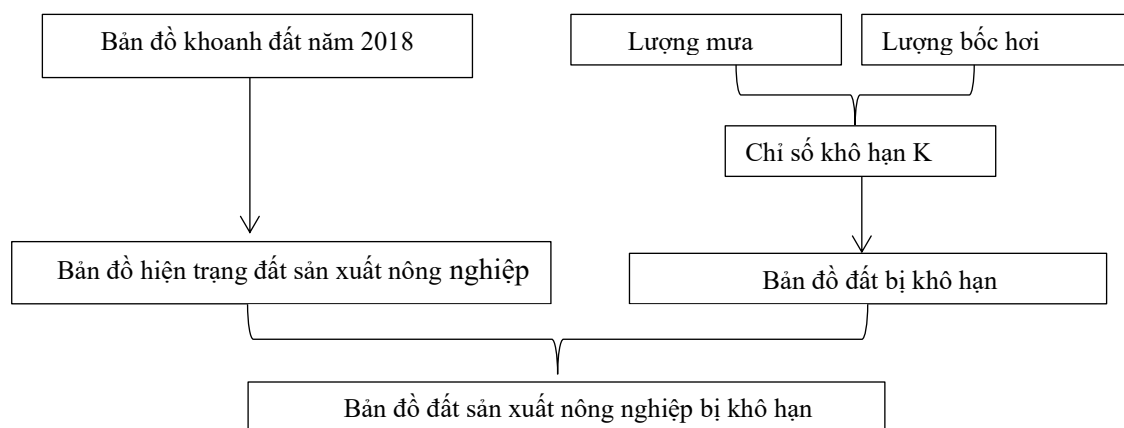 Bản đồ khoanh đất năm 2018
Lượng mưa
Lượng bốc hơi
Chỉ số khô hạn K
Bản đồ hiện trạng đất sản xuất nông nghiệp
Bản đồ đất bị khô hạn
Bản đồ đất sản xuất nông nghiệp bị khô hạn